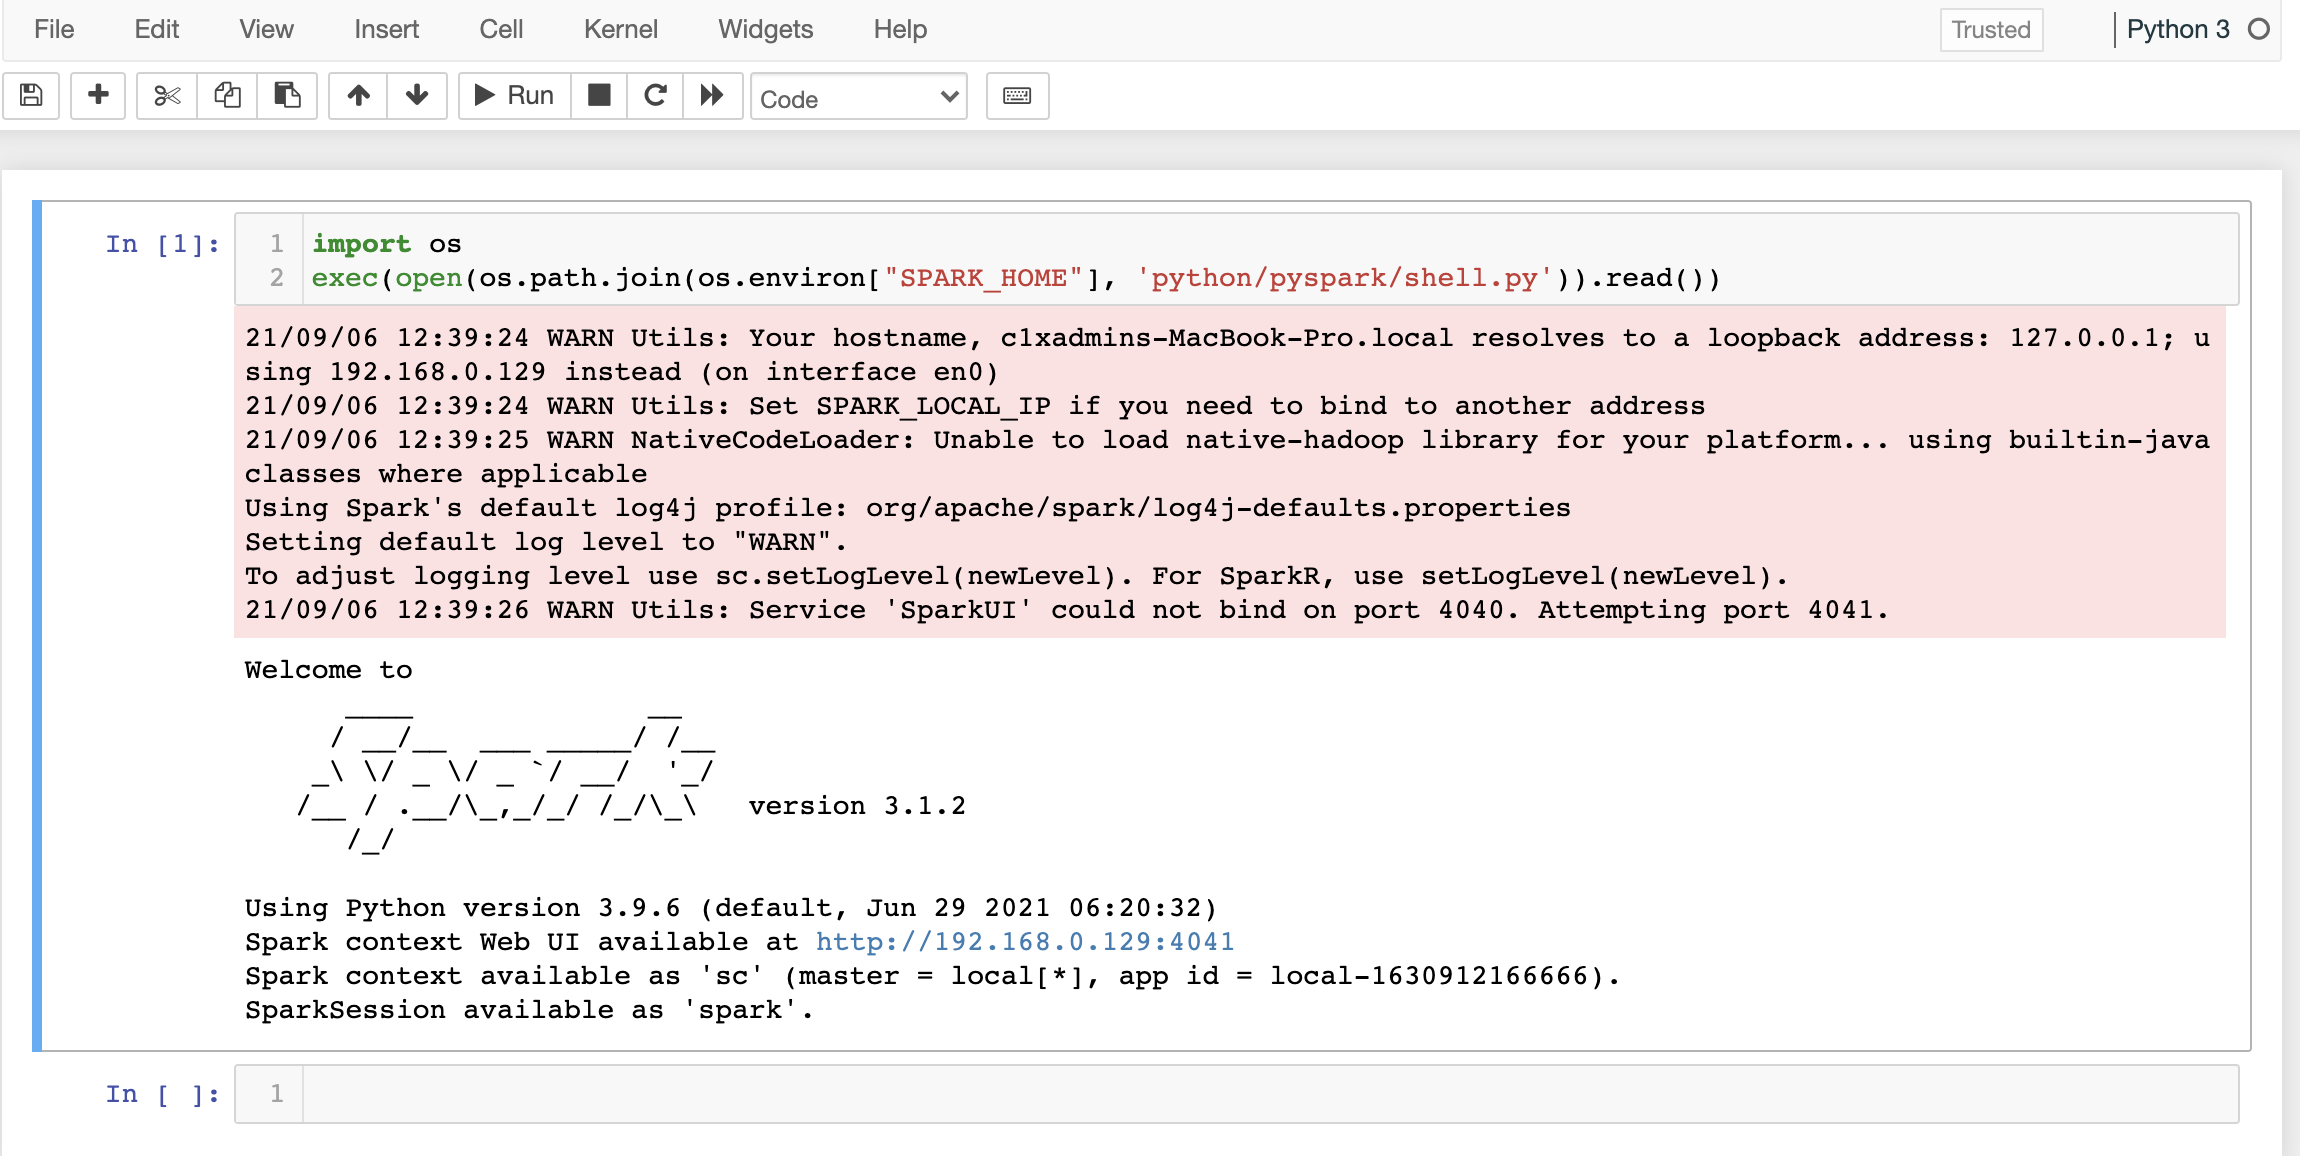 File Edit View Insert Cell Kernel Widgets Help Trusted Python 3
Run Code
In [1]: 1 import os
2 exec(open(os.path.join(os.environ["SPARK_HOME"], 'python/pyspark/shell.py')).read())
21/09/06 12:39:24 WARN Utils: Your hostname, c1xadmins-MacBook-Pro.local resolves to a loopback address: 127.0.0.1; u
sing 192.168.0.129 instead (on interface en0)
21/09/06 12:39:24 WARN Utils: Set SPARK_LOCAL_IP if you need to bind to another address
21/09/06 12:39:25 WARN NativeCodeLoader: Unable to load native-hadoop library for your platform... using builtin-java
classes where applicable
Using Spark's default log4j profile: org/apache/spark/log4j-defaults.properties
Setting default log level to "WARN".
To adjust logging level use sc.setLogLevel(newLevel). For SparkR, use setLogLevel(newLevel).
21/09/06 12:39:26 WARN Utils: Service 'SparkUI' could not bind on port 4040. Attempting port 4041.
Welcome to
      ____              __
     / __/__  ___ _____/ /__
    _\ \/ _ \/ _ `/ __/  '_/
   /__ / .__/\_,_/_/ /_/\_\   version 3.1.2
      /_/
Using Python version 3.9.6 (default, Jun 29 2021 06:20:32)
Spark context Web UI available at http://192.168.0.129:4041
Spark context available as 'sc' (master = local[*], app id = local-1630912166666).
SparkSession available as 'spark'.
In [ ]: 1